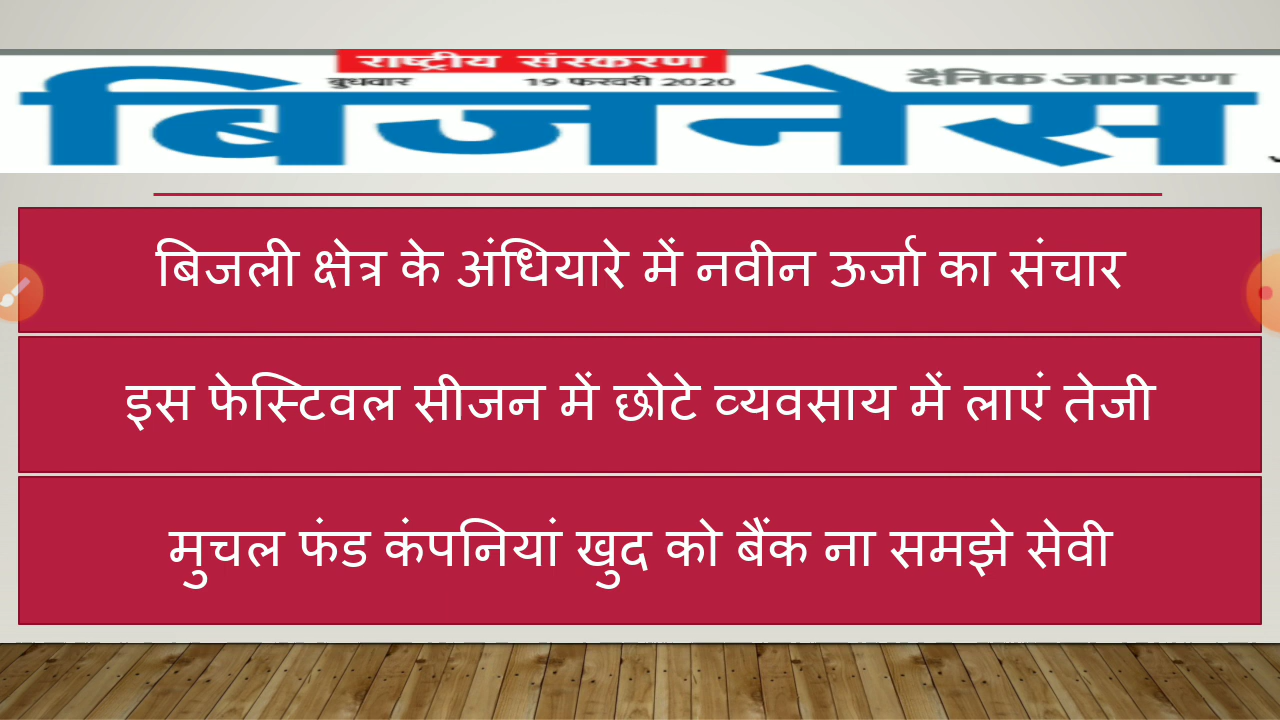 राष्ट्रीय संस्करण
बुधवार 19 फरवरी 2020 दैनिक जागरण
बिजनेस
बिजली क्षेत्र के अंधियारे में नवीन ऊर्जा का संचार
इस फेस्टिवल सीजन में छोटे व्यवसाय में लाएं तेजी
मुचल फंड कंपनियां खुद को बैंक ना समझे सेवी